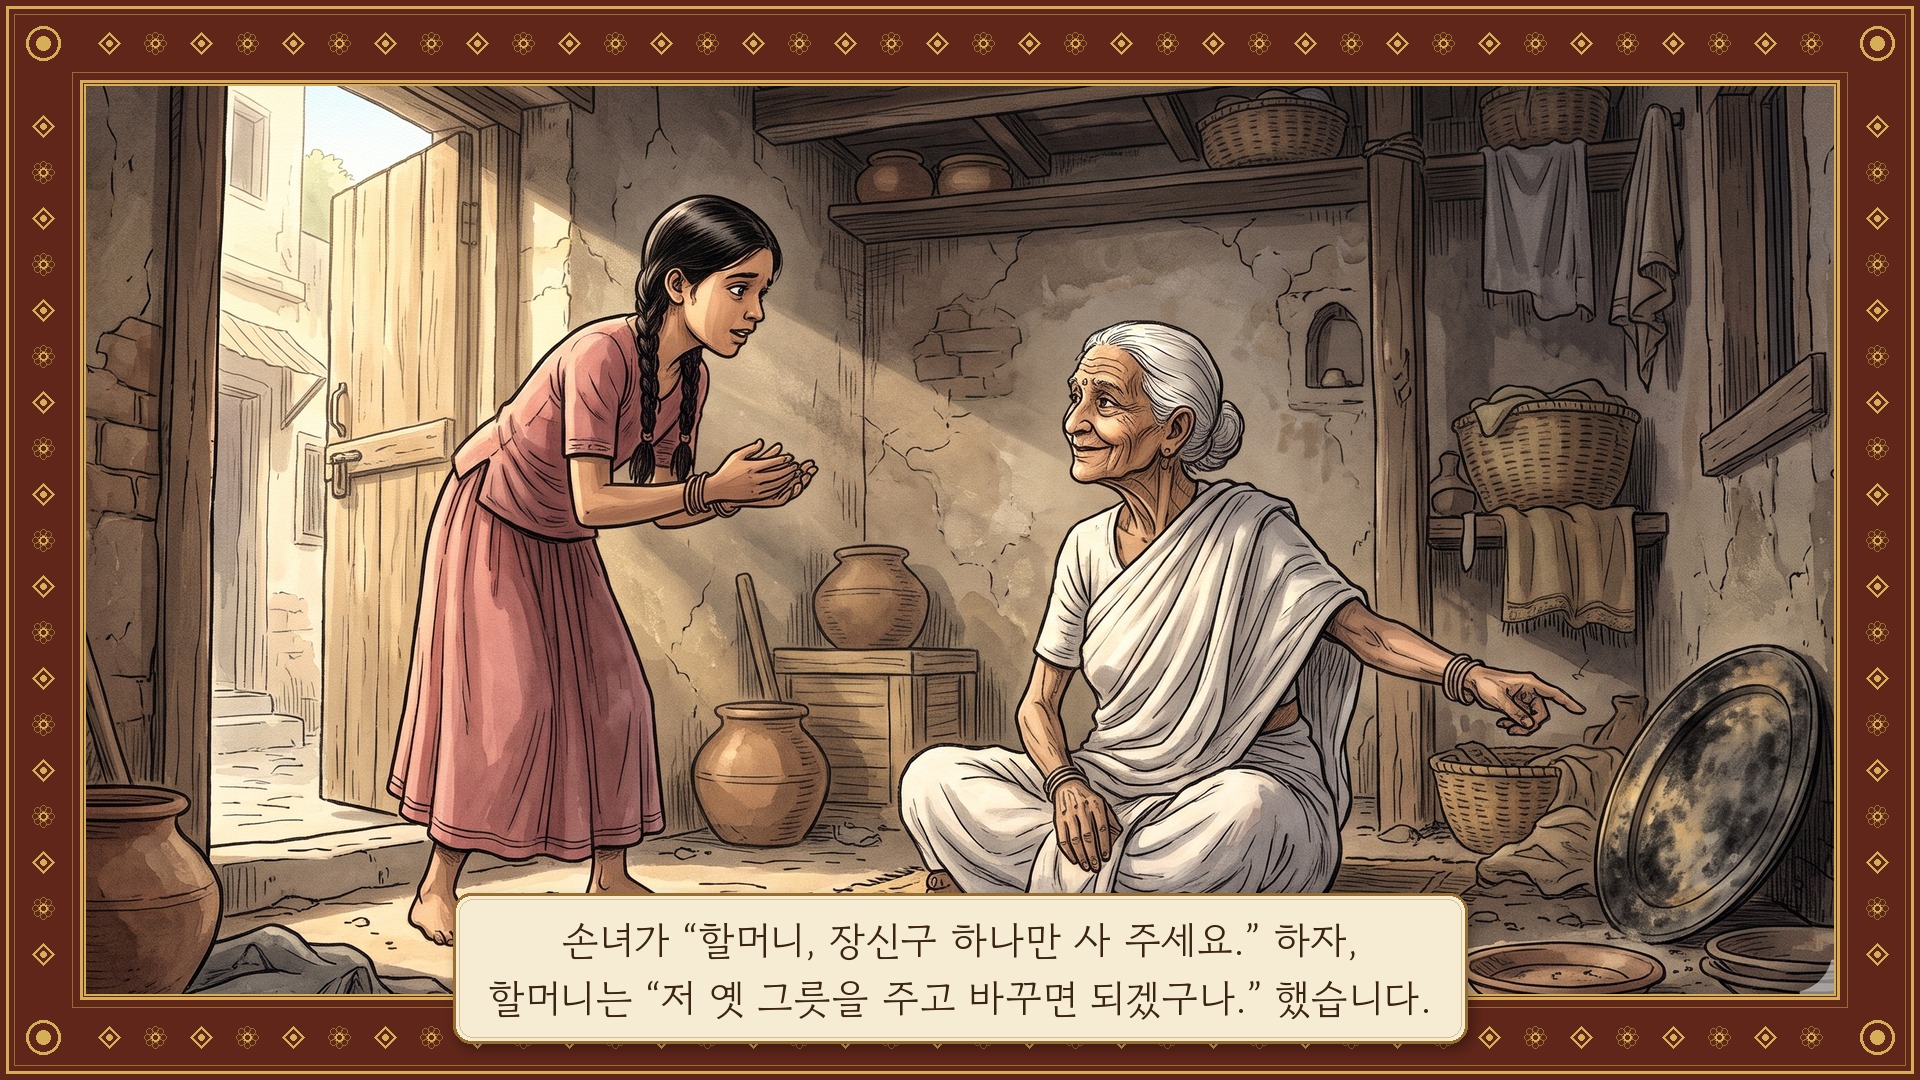 손녀가 “할머니, 장신구 하나만 사 주세요.” 하자,
할머니는 “저 옛 그릇을 주고 바꾸면 되겠구나.” 했습니다.